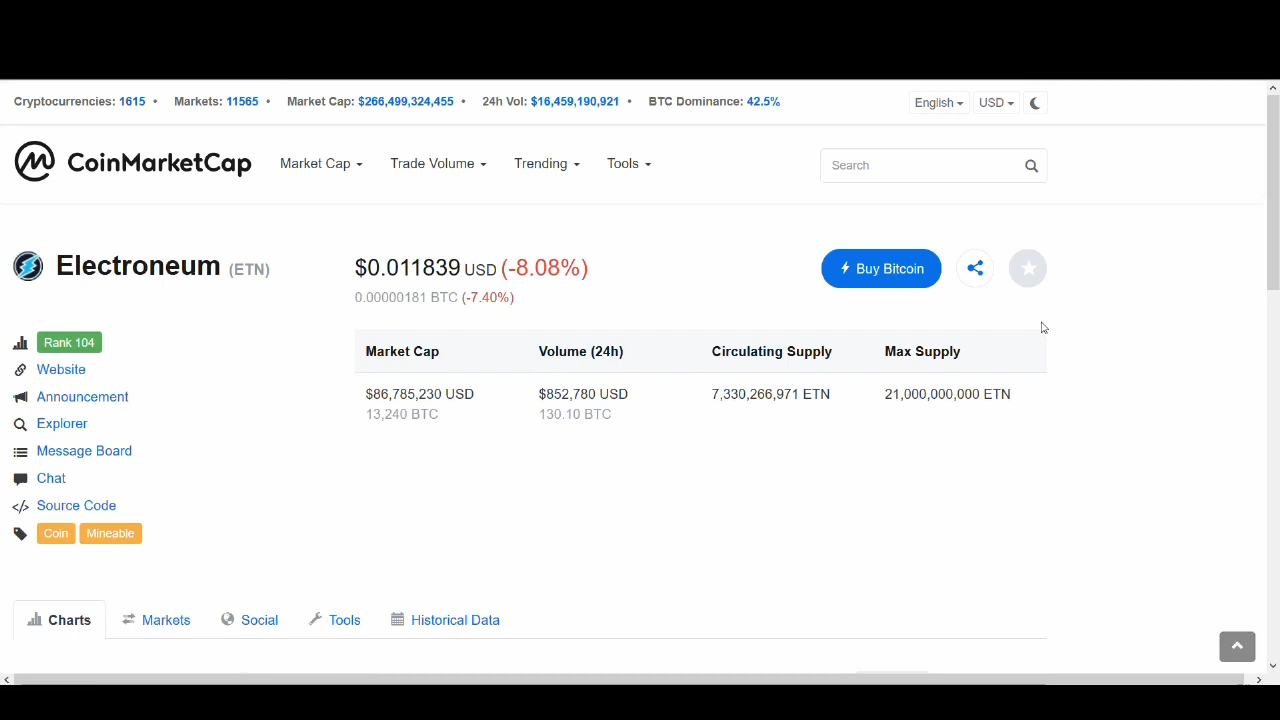 Cryptocurrencies: 1615 • Markets: 11565 • Market Cap: $266,499,324,455 • 24h Vol: $16,459,190,921 • BTC Dominance: 42.5%
English USD
CoinMarketCap Market Cap Trade Volume Trending Tools Search
Electroneum (ETN) $0.011839 USD (-8.08%) Buy Bitcoin
0.00000181 BTC (-7.40%)
Rank 104
Website
Announcement
Explorer
Message Board
Chat
Source Code
Coin Mineable
Market Cap Volume (24h) Circulating Supply Max Supply
$86,785,230 USD $852,780 USD 7,330,266,971 ETN 21,000,000,000 ETN
13,240 BTC 130.10 BTC
Charts Markets Social Tools Historical Data